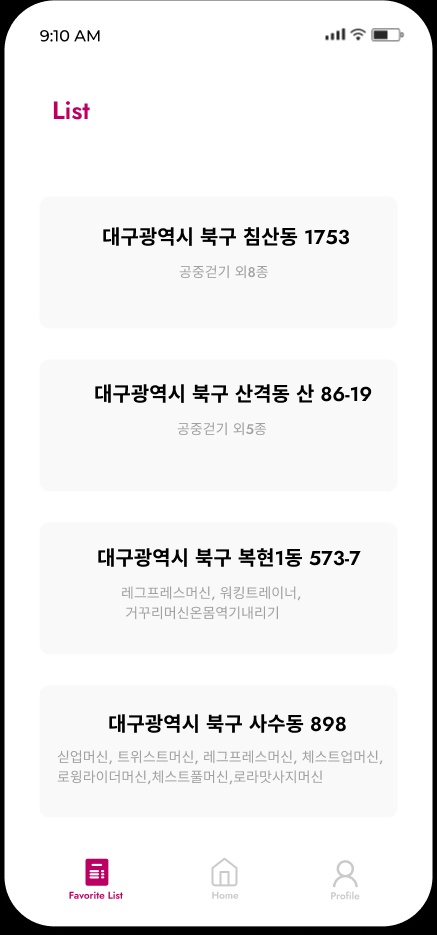 9:10 AM
List
대구광역시 북구 침산동 1753
공중걷기 외8종
대구광역시 북구 산격동 산 86-19
공중걷기 외5종
대구광역시 북구 복현1동 573-7
레그프레스머신, 워킹트레이너,
거꾸리머신온몸역기내리기
대구광역시 북구 사수동 898
싣업머신, 트위스트머신, 레그프레스머신, 체스트업머신,
로윙라이더머신,체스트풀머신,로라맛사지머신
Favorite List
Home
Profile